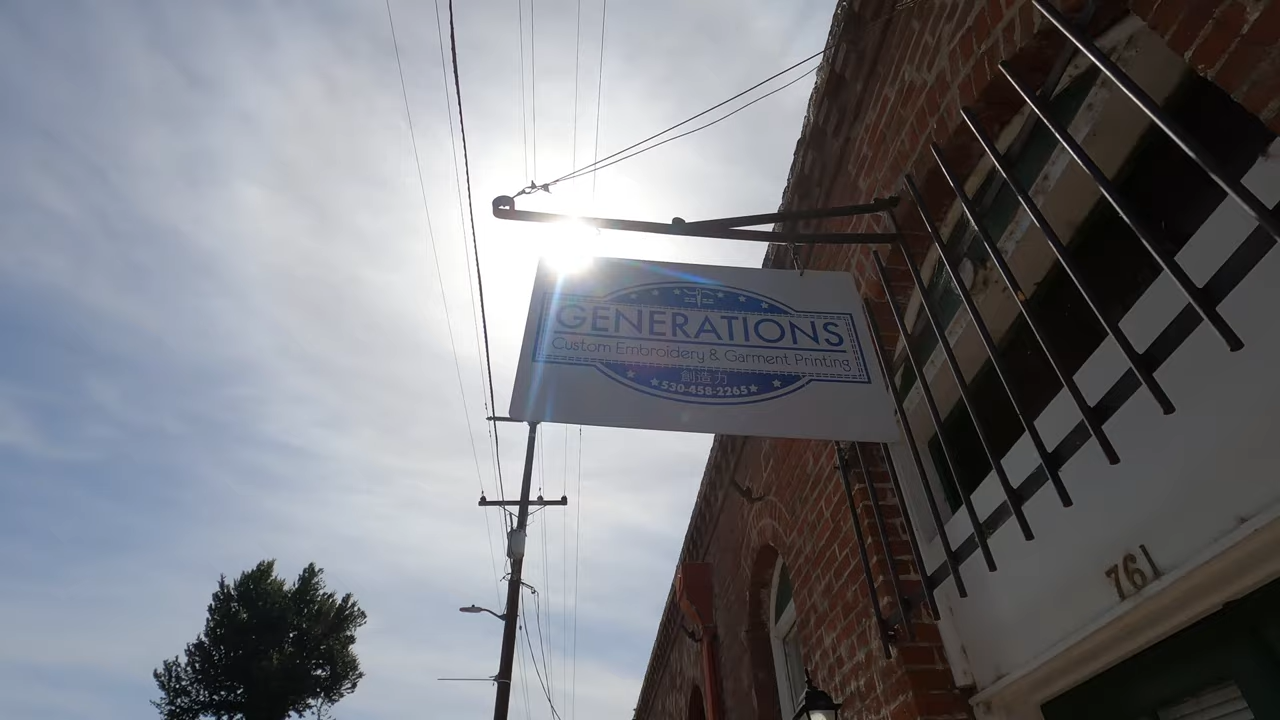 GENERATIONS
Custom Embroidery & Garment Printing
創造力
530-458-2265
761